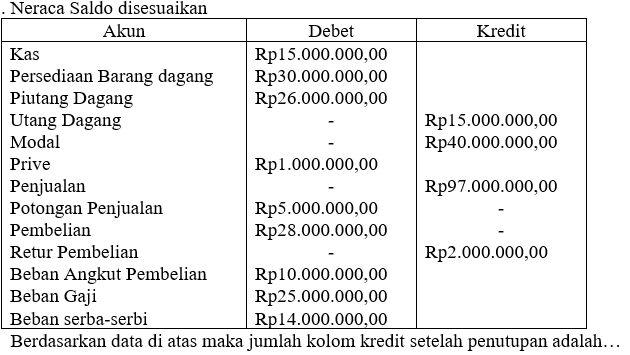 . Neraca Saldo disesuaikan
Akun Debet Kredit
Kas Rp15.000.000,00
Persediaan Barang dagang Rp30.000.000,00
Piutang Dagang Rp26.000.000,00
Utang Dagang - Rp15.000.000,00
Modal - Rp40.000.000,00
Prive Rp1.000.000,00
Penjualan - Rp97.000.000,00
Potongan Penjualan Rp5.000.000,00 -
Pembelian Rp28.000.000,00 -
Retur Pembelian - Rp2.000.000,00
Beban Angkut Pembelian Rp10.000.000,00
Beban Gaji Rp25.000.000,00
Beban serba-serbi Rp14.000.000,00
Berdasarkan data di atas maka jumlah kolom kredit setelah penutupan adalah…